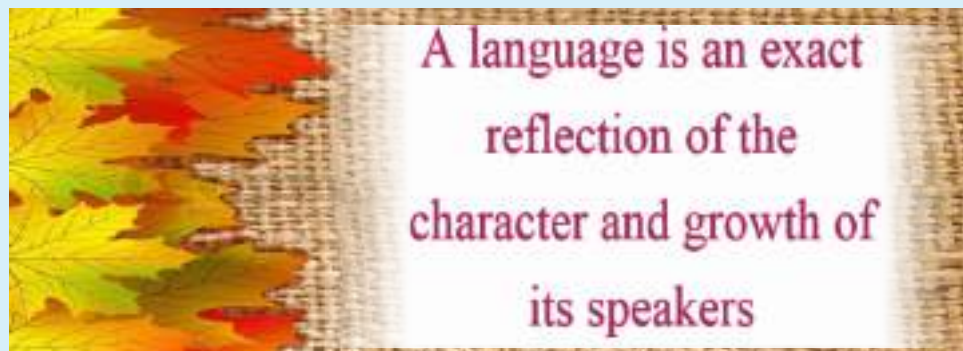 A language is an exact
reflection of the
character and growth of
its speakers